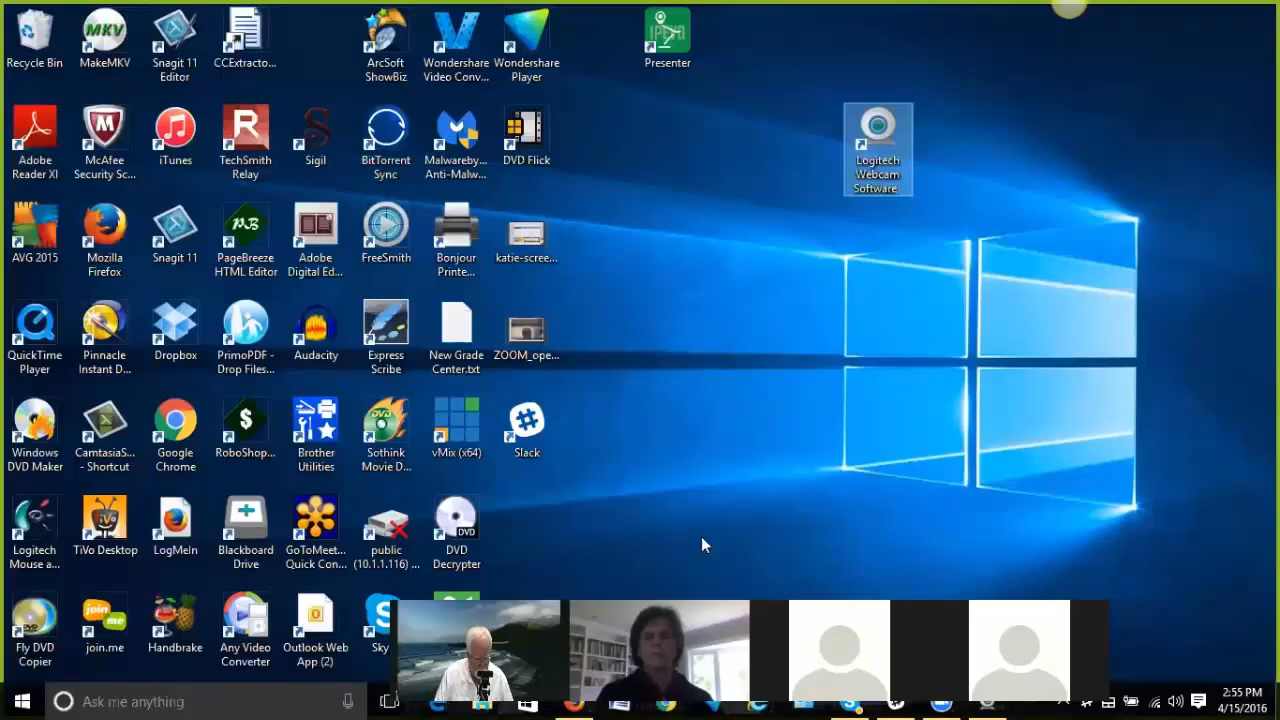 Recycle Bin
MakeMKV
Snagit 11
Editor
CCExtracto...
ArcSoft
ShowBiz
Wondershare
Video Conv...
Wondershare
Player
Presenter
Adobe
Reader XI
McAfee
Security Sc...
iTunes
TechSmith
Relay
Sigil
BitTorrent
Sync
Malwareby...
Anti-Malw...
DVD Flick
Logitech
Webcam
Software
AVG 2015
Mozilla
Firefox
Snagit 11
PageBreeze
HTML Editor
Adobe
Digital Ed...
FreeSmith
Bonjour
Printe...
katie-scree...
QuickTime
Player
Pinnacle
Instant D...
Dropbox
PrimoPDF -
Drop Files...
Audacity
Express
Scribe
New Grade
Center.txt
ZOOM_ope...
Windows
DVD Maker
CamtasiaS...
- Shortcut
Google
Chrome
RoboShop...
Brother
Utilities
Sothink
Movie D...
vMix (x64)
Slack
Logitech
Mouse a...
TiVo Desktop
LogMeIn
Blackboard
Drive
GoToMeet...
Quick Con...
public
(10.1.1.116) ...
DVD
Decrypter
Fly DVD
Copier
join.me
Handbrake
Any Video
Converter
Outlook Web
App (2)
Sky
Ask me anything
2:55 PM
4/15/2016
MKV
PB
DVD
TiVo
join
me